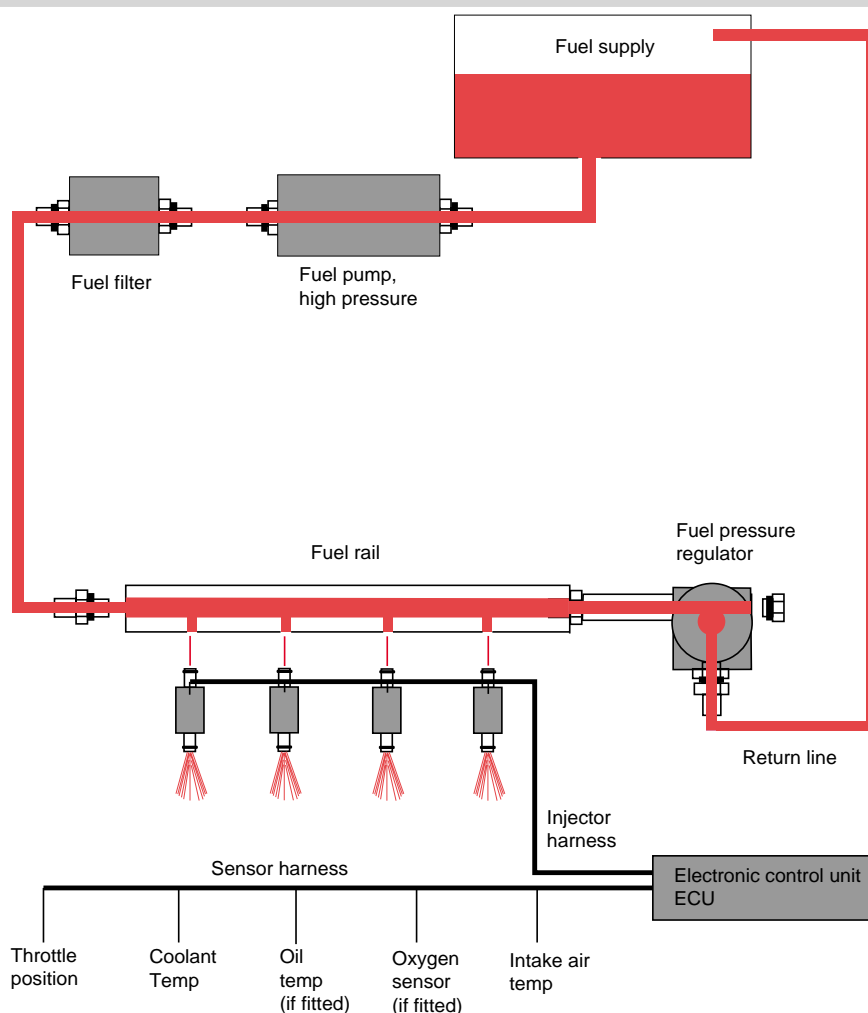 Fuel supply
Fuel filter
Fuel pump,
high pressure
Fuel rail
Fuel pressure
regulator
Return line
Injector
harness
Sensor harness
Electronic control unit
ECU
Throttle
position
Coolant
Temp
Oil
temp
(if fitted)
Oxygen
sensor
(if fitted)
Intake air
temp